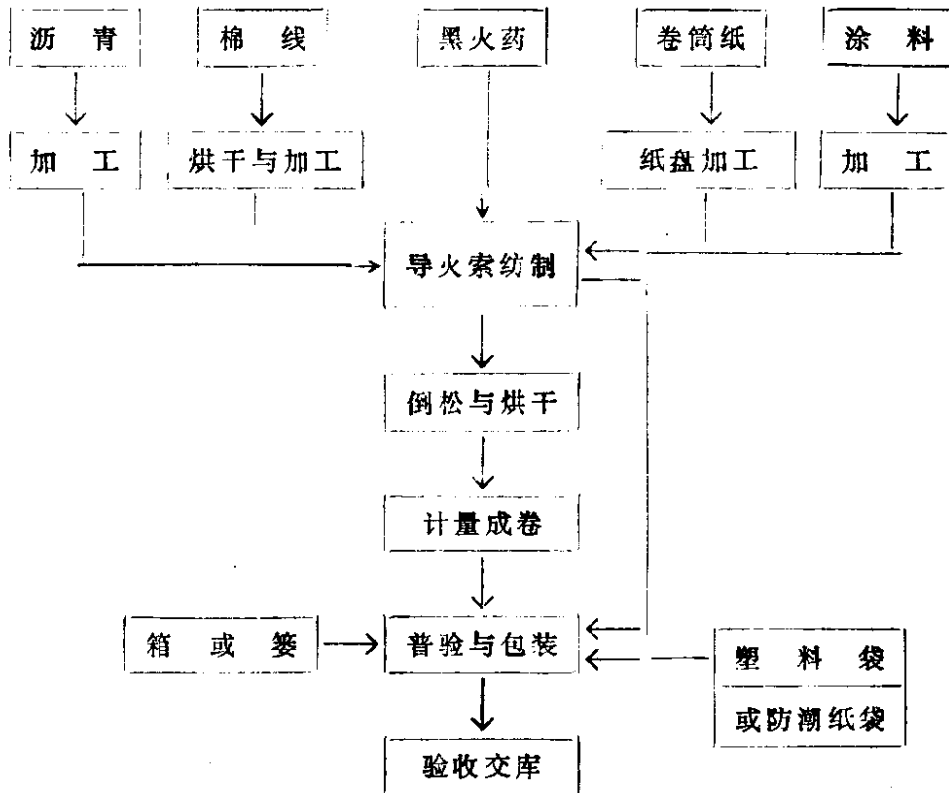 沥青
棉线
黑火药
卷筒纸
涂料
加工
烘干与加工
纸盘加工
加工
导火索纺制
倒松与烘干
计量成卷
箱或篓
普验与包装
塑料袋
或防潮纸袋
验收交库